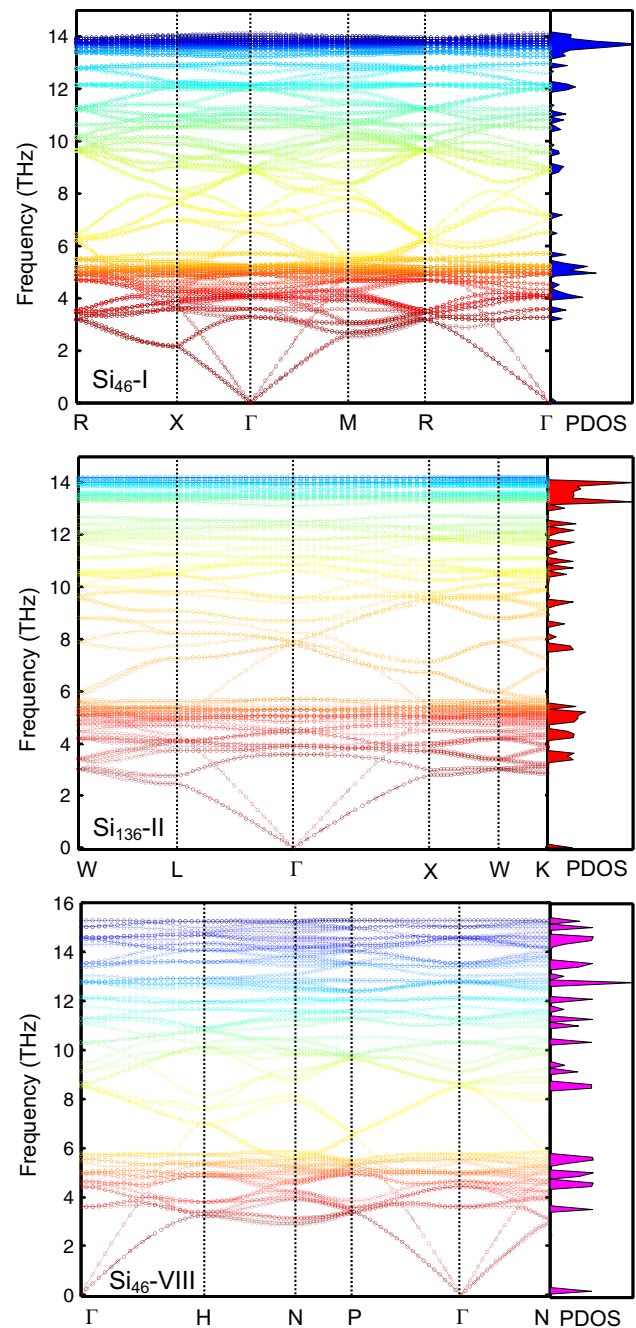 14
12
10
8
6
4
2
0
Frequency (THz)
Si46-I
R X Γ M R Γ PDOS
14
12
10
8
6
4
2
0
Frequency (THz)
Si136-II
W L Γ X W K PDOS
16
14
12
10
8
6
4
2
0
Frequency (THz)
Si46-VIII
Γ H N P Γ N PDOS